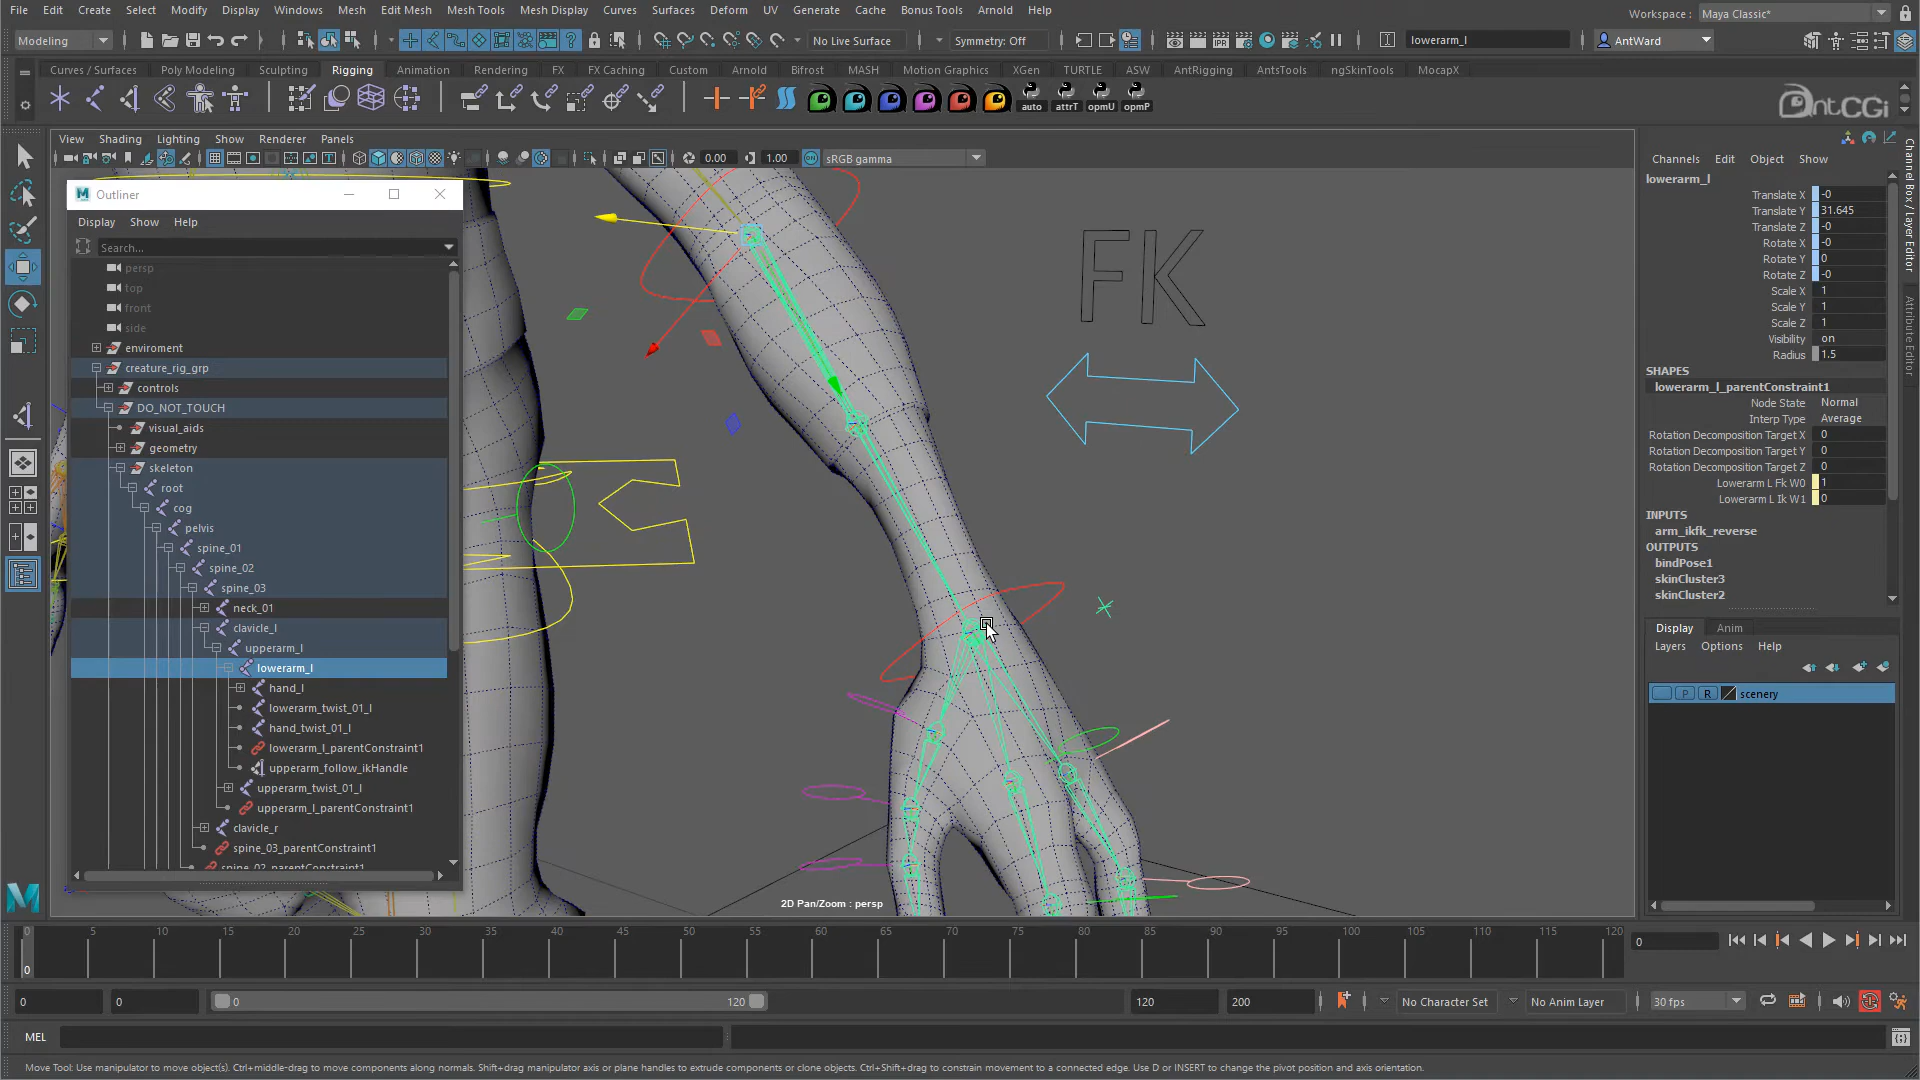 File Edit Create Select Modify Display Windows Mesh Edit Mesh Mesh Tools Mesh Display Curves Surfaces Deform UV Generate Cache Bonus Tools Arnold Help
Workspace : Maya Classic*
Modeling No Live Surface Symmetry: Off lowerarm_l AntWard
Curves / Surfaces Poly Modeling Sculpting Rigging Animation Rendering FX FX Caching Custom Arnold Bifrost MASH Motion Graphics XGen TURTLE ASW AntRigging AntsTools ngSkinTools MocapX
auto attrT opmU opmP
AntCGi
View Shading Lighting Show Renderer Panels
0.00 1.00 sRGB gamma
Outliner
Display Show Help
Search...
persp
top
front
side
enviroment
creature_rig_grp
controls
DO_NOT_TOUCH
visual_aids
geometry
skeleton
root
cog
pelvis
spine_01
spine_02
spine_03
neck_01
clavicle_l
upperarm_l
lowerarm_l
hand_l
lowerarm_twist_01_l
hand_twist_01_l
lowerarm_l_parentConstraint1
upperarm_follow_ikHandle
upperarm_twist_01_l
upperarm_l_parentConstraint1
clavicle_r
spine_03_parentConstraint1
spine_02_parentConstraint1
FK
2D Pan/Zoom : persp
Channels Edit Object Show
lowerarm_l
Translate X -0
Translate Y 31.645
Translate Z -0
Rotate X -0
Rotate Y 0
Rotate Z -0
Scale X 1
Scale Y 1
Scale Z 1
Visibility on
Radius 1.5
SHAPES
lowerarm_l_parentConstraint1
Node State Normal
Interp Type Average
Rotation Decomposition Target X 0
Rotation Decomposition Target Y 0
Rotation Decomposition Target Z 0
Lowerarm L Fk W0 1
Lowerarm L Ik W1 0
INPUTS
arm_ikfk_reverse
OUTPUTS
bindPose1
skinCluster3
skinCluster2
Channel Box / Layer Editor
Attribute Editor
Display Anim
Layers Options Help
P R scenery
0 5 10 15 20 25 30 35 40 45 50 55 60 65 70 75 80 85 90 95 100 105 110 115 120
0
0
0 0 0 120 120 200 No Character Set No Anim Layer 30 fps
MEL
Move Tool: Use manipulator to move object(s). Ctrl+middle-drag to move components along normals. Shift+drag manipulator axis or plane handles to extrude components or clone objects. Ctrl+Shift+drag to constrain movement to a connected edge. Use D or INSERT to change the pivot position and axis orientation.